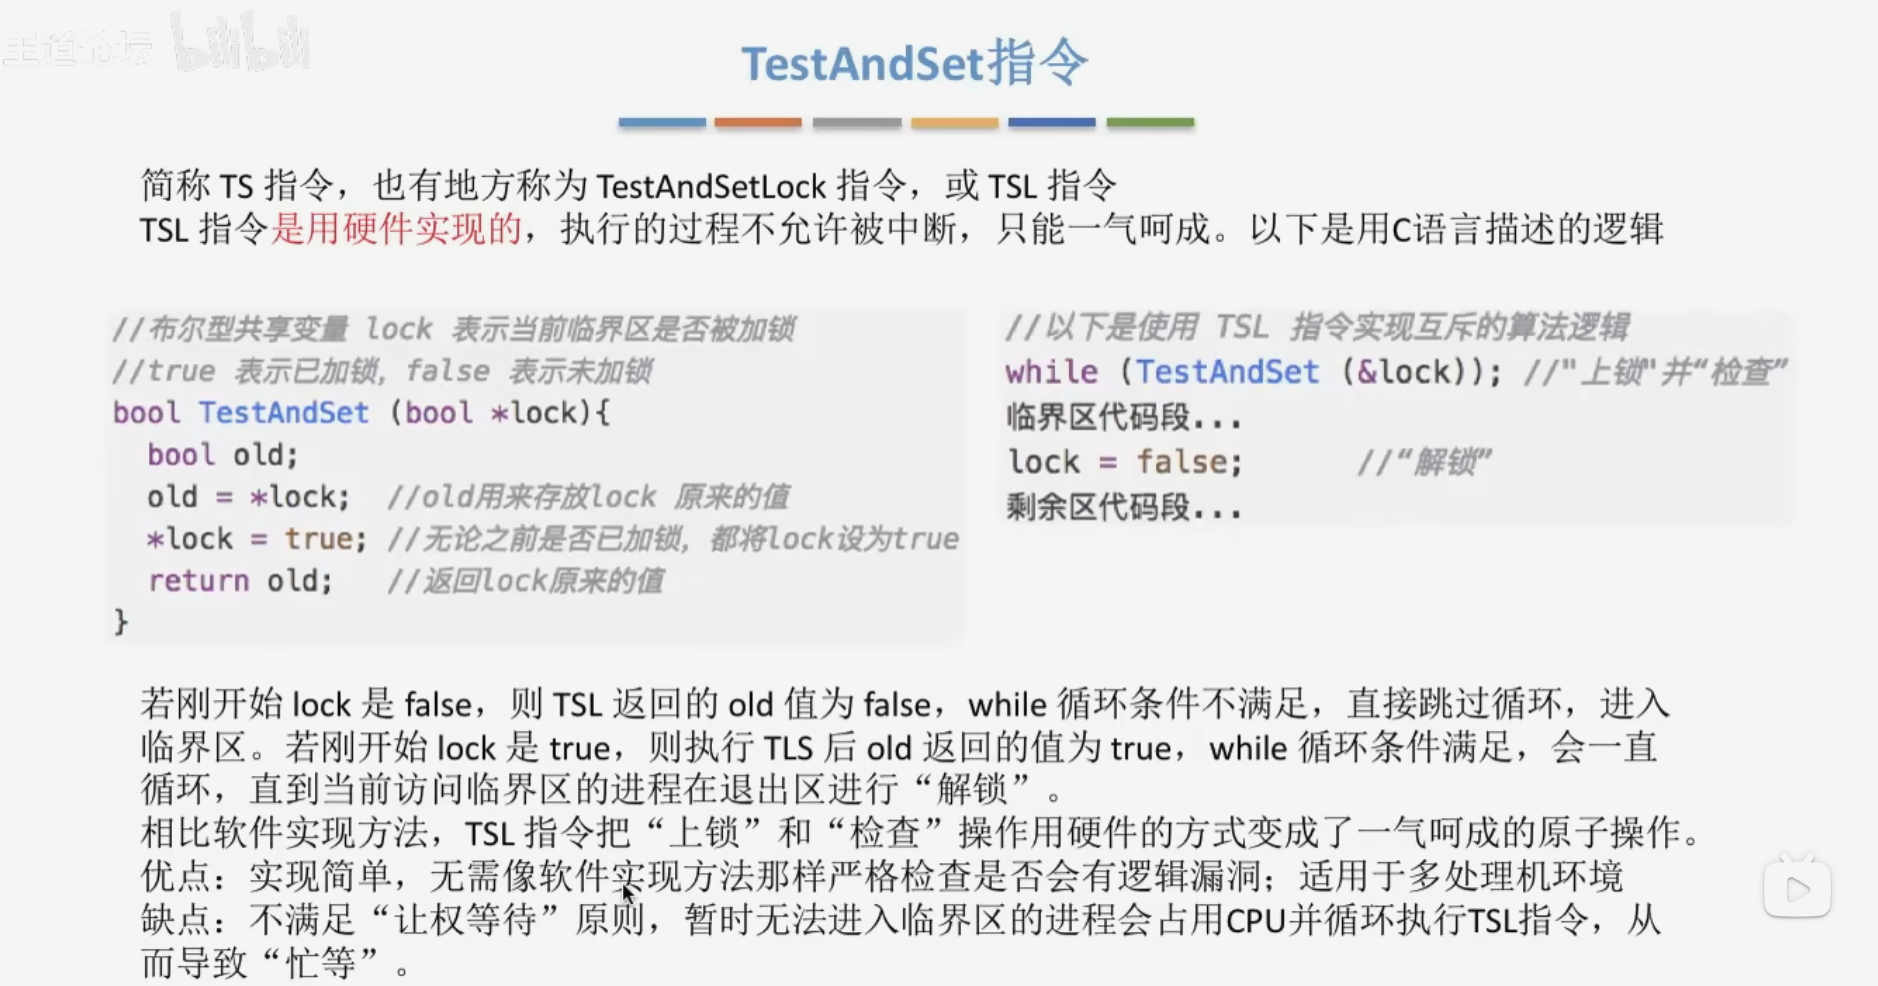 王道论坛 bilibili
TestAndSet指令
简称 TS 指令，也有地方称为 TestAndSetLock 指令，或 TSL 指令
TSL 指令是用硬件实现的，执行的过程不允许被中断，只能一气呵成。以下是用C语言描述的逻辑
//布尔型共享变量 lock 表示当前临界区是否被加锁
//true 表示已加锁，false 表示未加锁
bool TestAndSet (bool *lock){
bool old;
old = *lock; //old用来存放lock 原来的值
*lock = true; //无论之前是否已加锁，都将lock设为true
return old; //返回lock原来的值
}
//以下是使用 TSL 指令实现互斥的算法逻辑
while (TestAndSet (&lock)); //"上锁"并“检查”
临界区代码段...
lock = false; //“解锁”
剩余区代码段...
若刚开始 lock 是 false，则 TSL 返回的 old 值为 false，while 循环条件不满足，直接跳过循环，进入
临界区。若刚开始 lock 是 true，则执行 TLS 后 old 返回的值为 true，while 循环条件满足，会一直
循环，直到当前访问临界区的进程在退出区进行“解锁”。
相比软件实现方法，TSL 指令把“上锁”和“检查”操作用硬件的方式变成了一气呵成的原子操作。
优点：实现简单，无需像软件实现方法那样严格检查是否会有逻辑漏洞；适用于多处理机环境
缺点：不满足“让权等待”原则，暂时无法进入临界区的进程会占用CPU并循环执行TSL指令，从
而导致“忙等”。